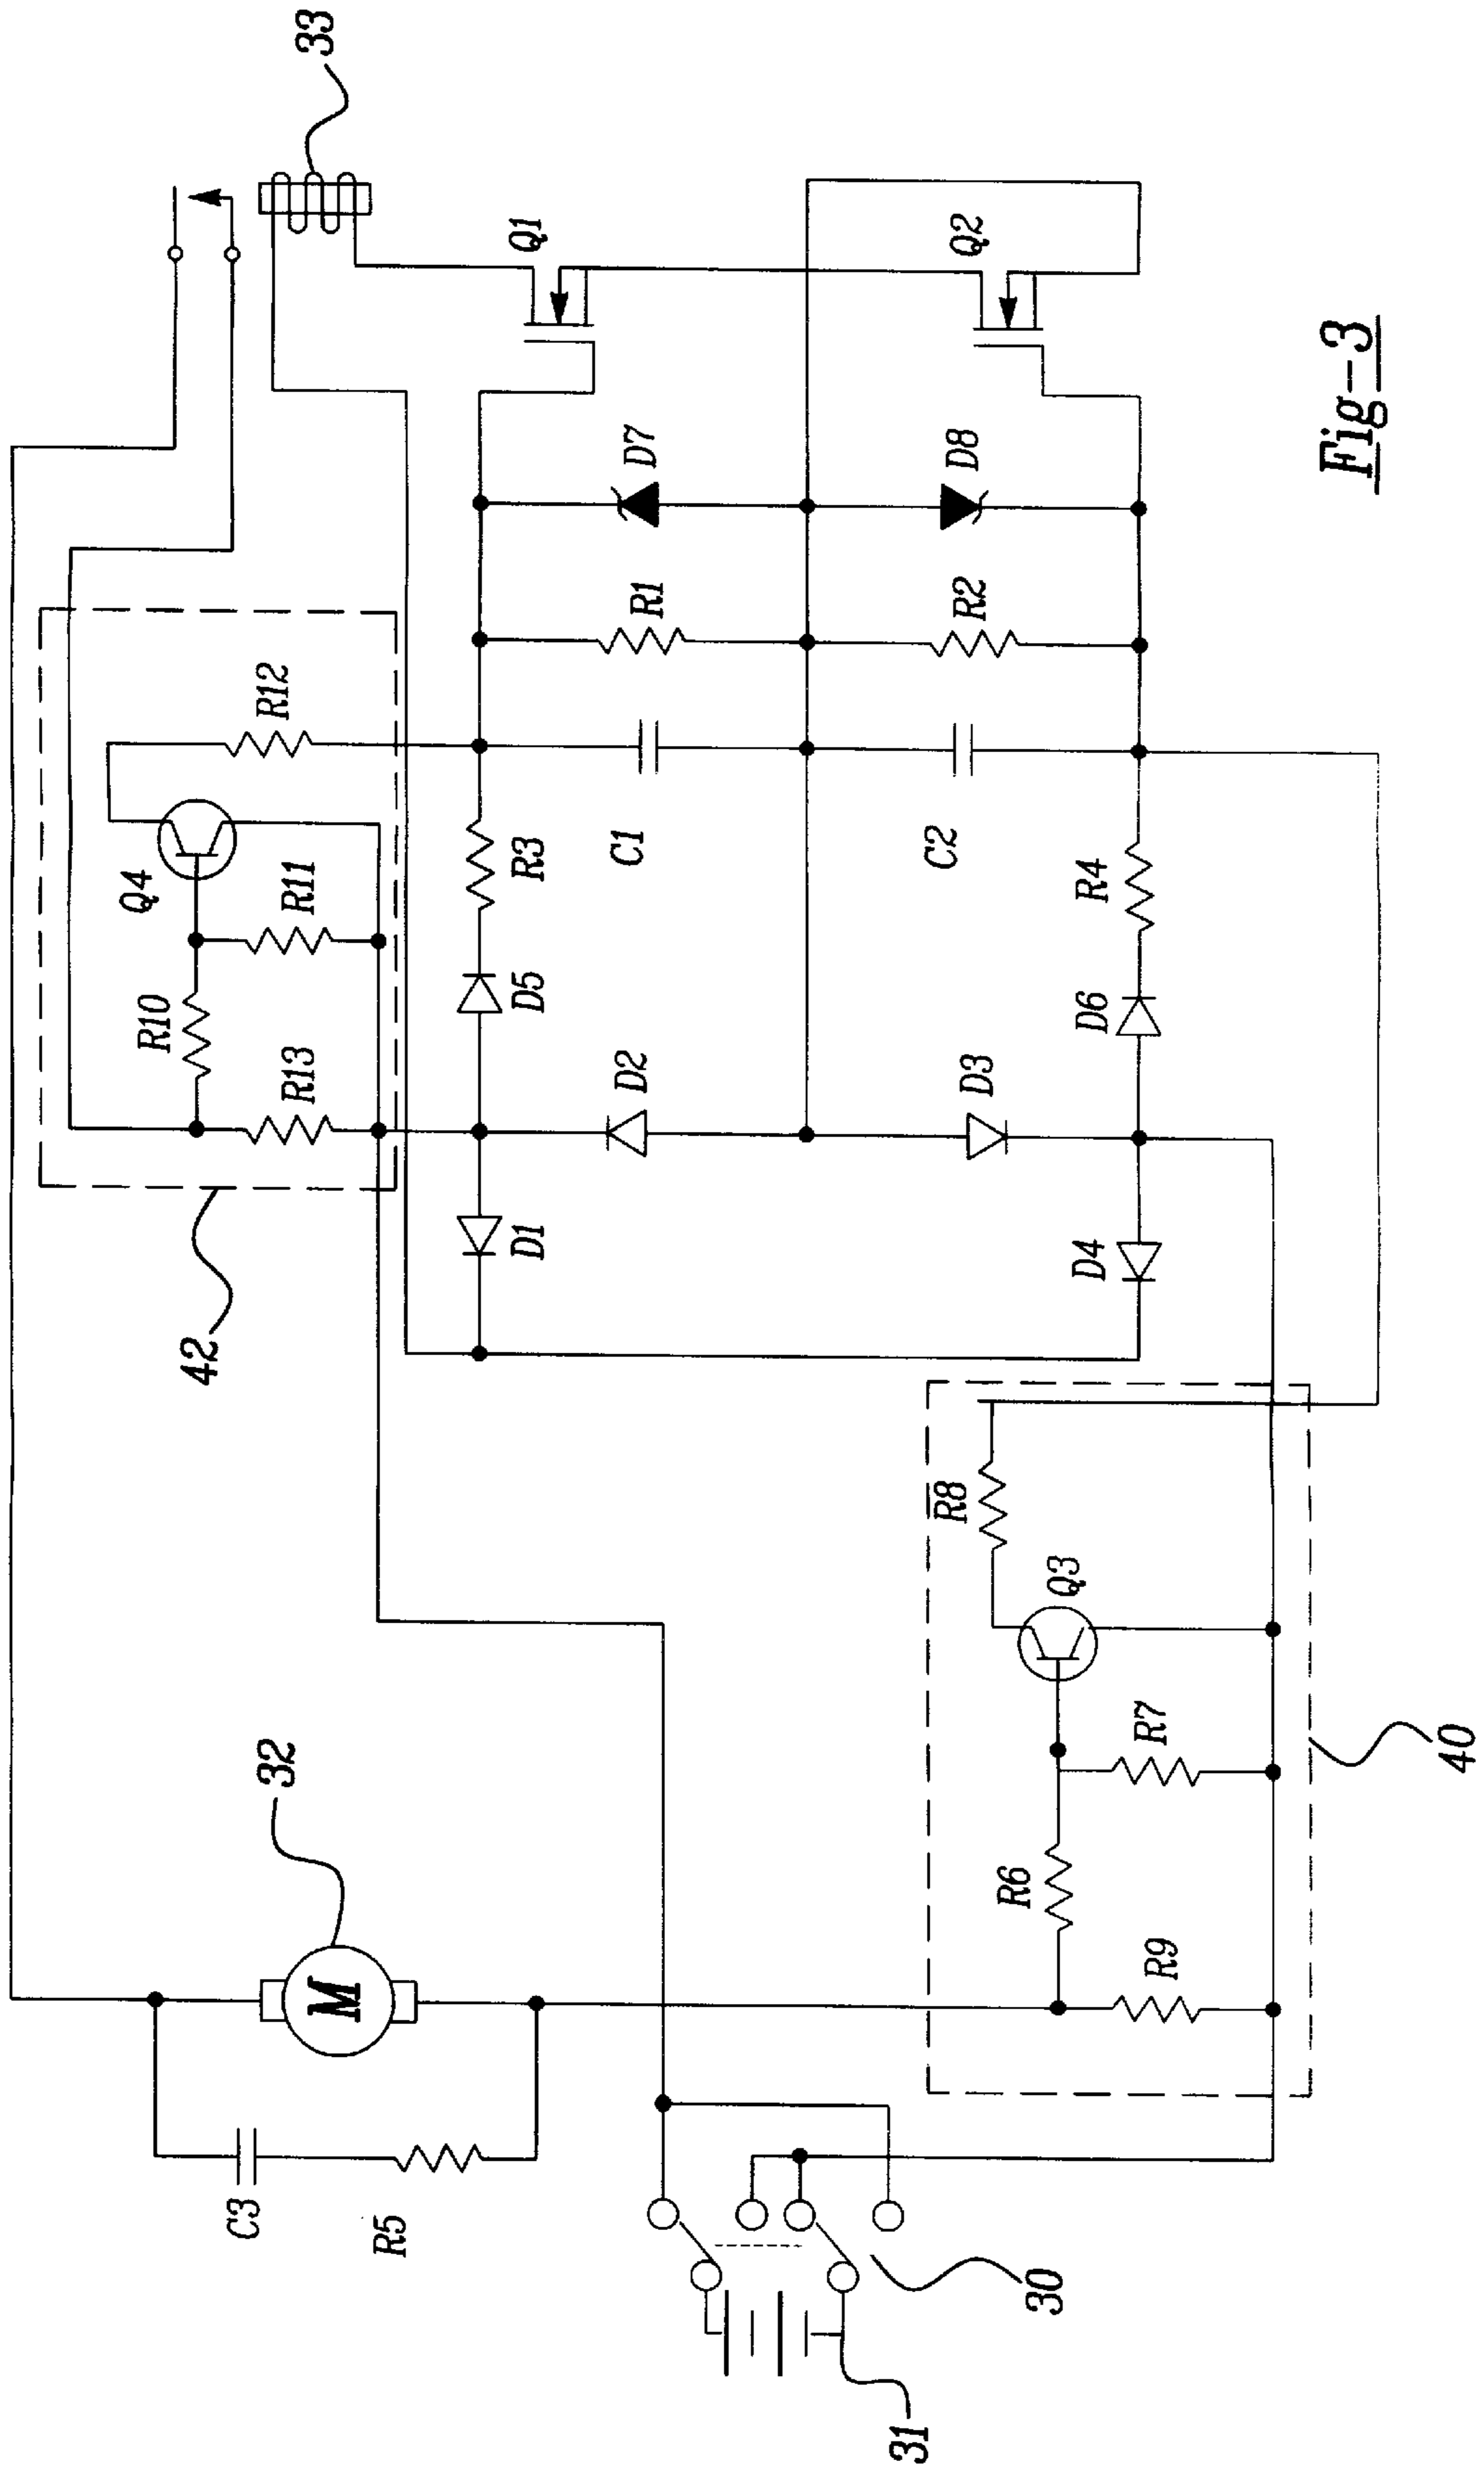 33
Q1
Q2
D7
D8
R1
R2
R12
C1
C2
R3
R4
Q4
R11
D5
D6
R10
R13
D2
D3
D1
D4
42
R8
Q3
R7
40
32
M
R6
R9
C3
R5
30
31
Fig-3